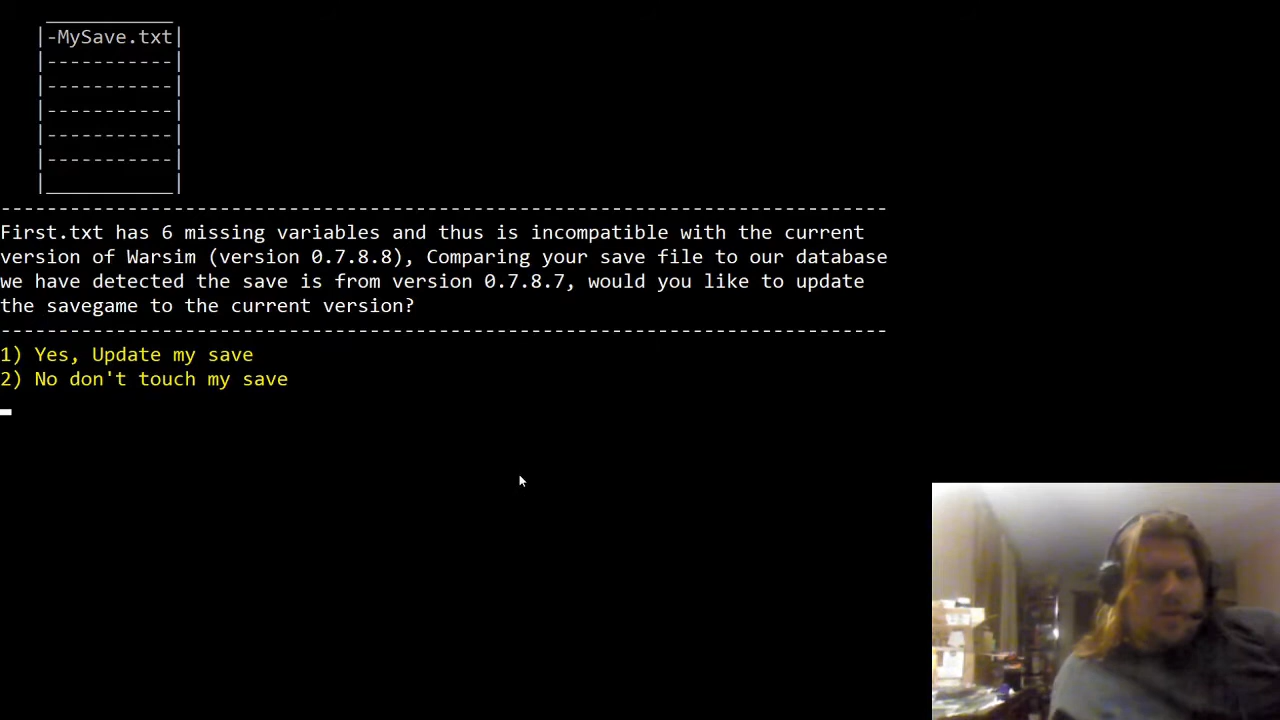 |-MySave.txt|
|-----------|
|-----------|
|-----------|
|-----------|
|-----------|
|___________|
-----------------------------------------------------------------------------
First.txt has 6 missing variables and thus is incompatible with the current
version of Warsim (version 0.7.8.8), Comparing your save file to our database
we have detected the save is from version 0.7.8.7, would you like to update
the savegame to the current version?
-----------------------------------------------------------------------------
1) Yes, Update my save
2) No don't touch my save